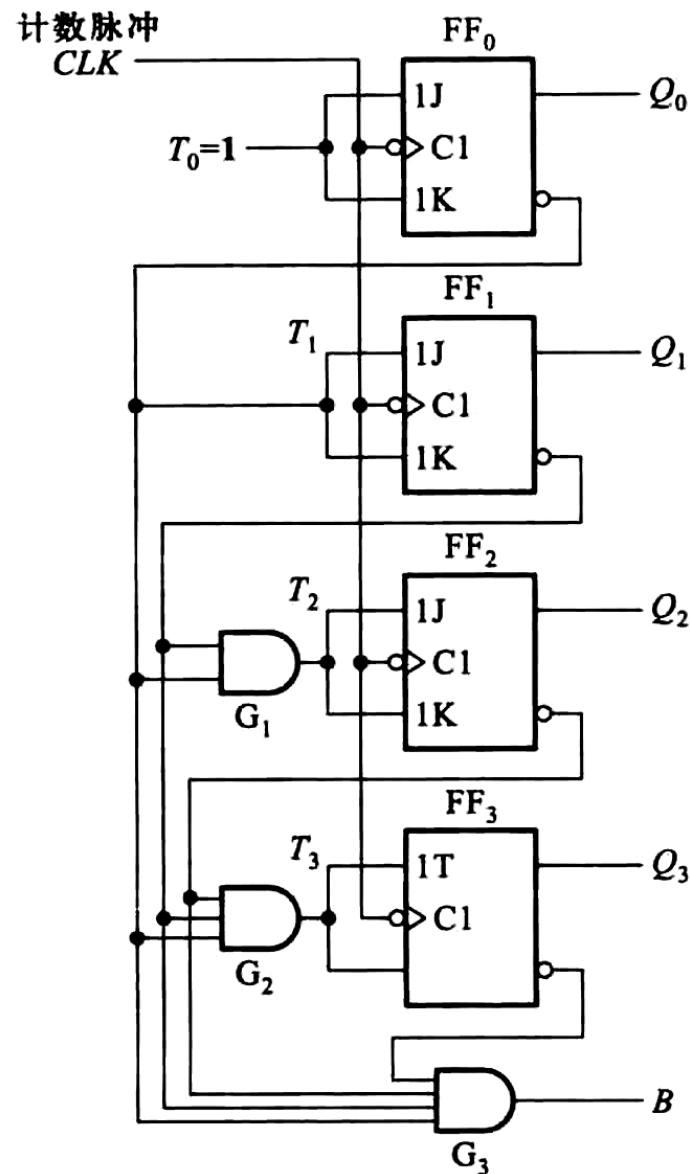 计数脉冲
CLK
FF₀
1J
Q₀
T₀=1
C1
1K
FF₁
T₁
1J
Q₁
C1
1K
FF₂
T₂
1J
Q₂
C1
G₁
1K
FF₃
T₃
1T
Q₃
C1
G₂
B
G₃